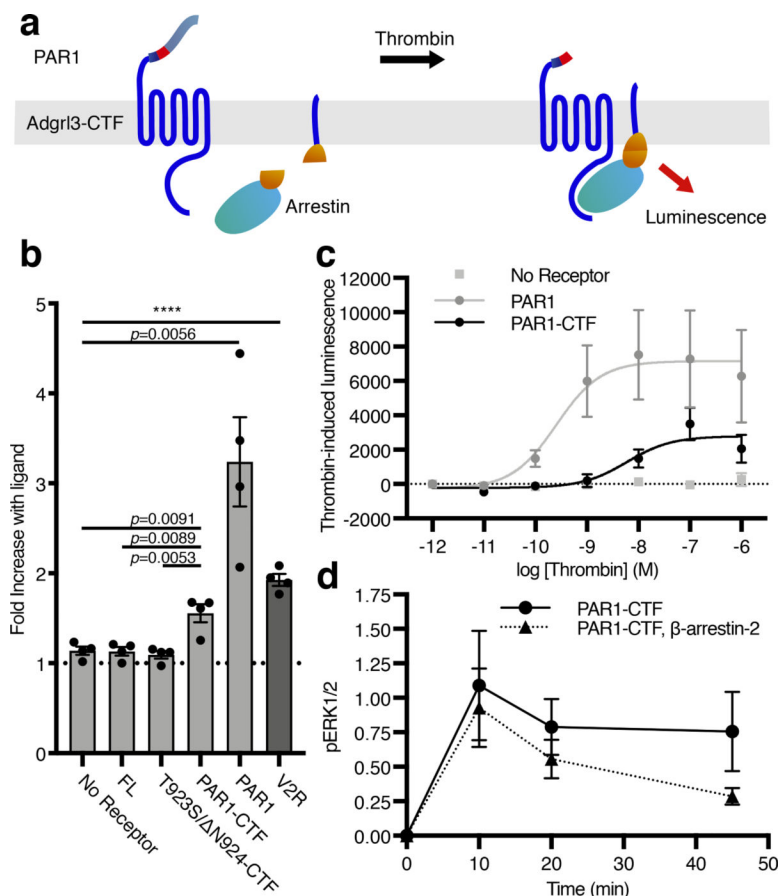 a
PAR1
Thrombin
Adgrl3-CTF
Arrestin
Luminescence
b
5
4
3
2
1
0
Fold Increase with ligand
****
p=0.0056
p=0.0091
p=0.0089
p=0.0053
No Receptor
FL
T923S/ΔN924-CTF
PAR1-CTF
PAR1
V2R
c
No Receptor
PAR1
PAR1-CTF
Thrombin-induced luminescence
12000
10000
8000
6000
4000
2000
0
-2000
-12 -11 -10 -9 -8 -7 -6
log [Thrombin] (M)
d
PAR1-CTF
PAR1-CTF, β-arrestin-2
pERK1/2
1.75
1.50
1.25
1.00
0.75
0.50
0.25
0.00
0 10 20 30 40 50
Time (min)